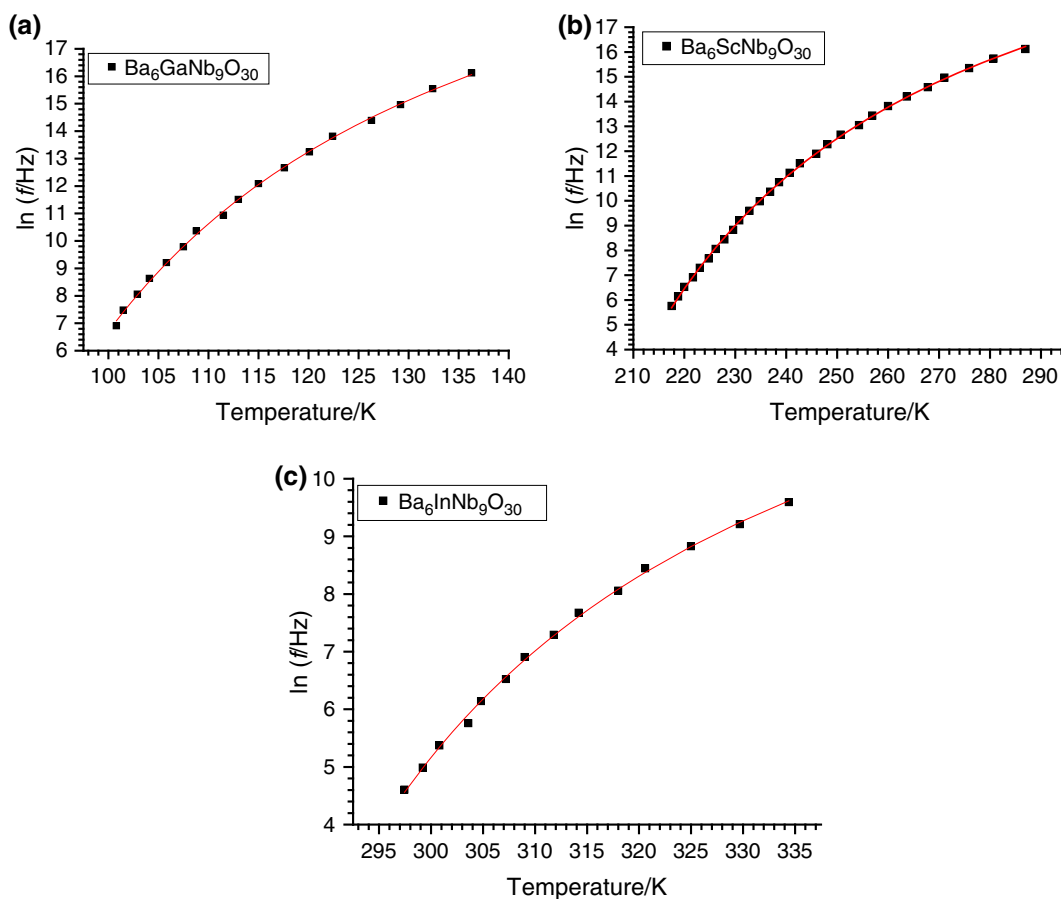 (a)
Ba6GaNb9O30
17
16
15
14
13
12
11
10
9
8
7
6
ln (f/Hz)
100 105 110 115 120 125 130 135 140
Temperature/K
(b)
Ba6ScNb9O30
17
16
15
14
13
12
11
10
9
8
7
6
5
4
ln (f/Hz)
210 220 230 240 250 260 270 280 290
Temperature/K
(c)
Ba6InNb9O30
10
9
8
7
6
5
4
ln (f/Hz)
295 300 305 310 315 320 325 330 335
Temperature/K